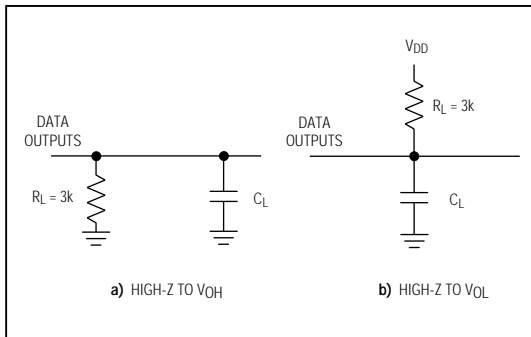 DATA
OUTPUTS
RL = 3k
CL
a) HIGH-Z TO VOH
VDD
RL = 3k
DATA
OUTPUTS
CL
b) HIGH-Z TO VOL